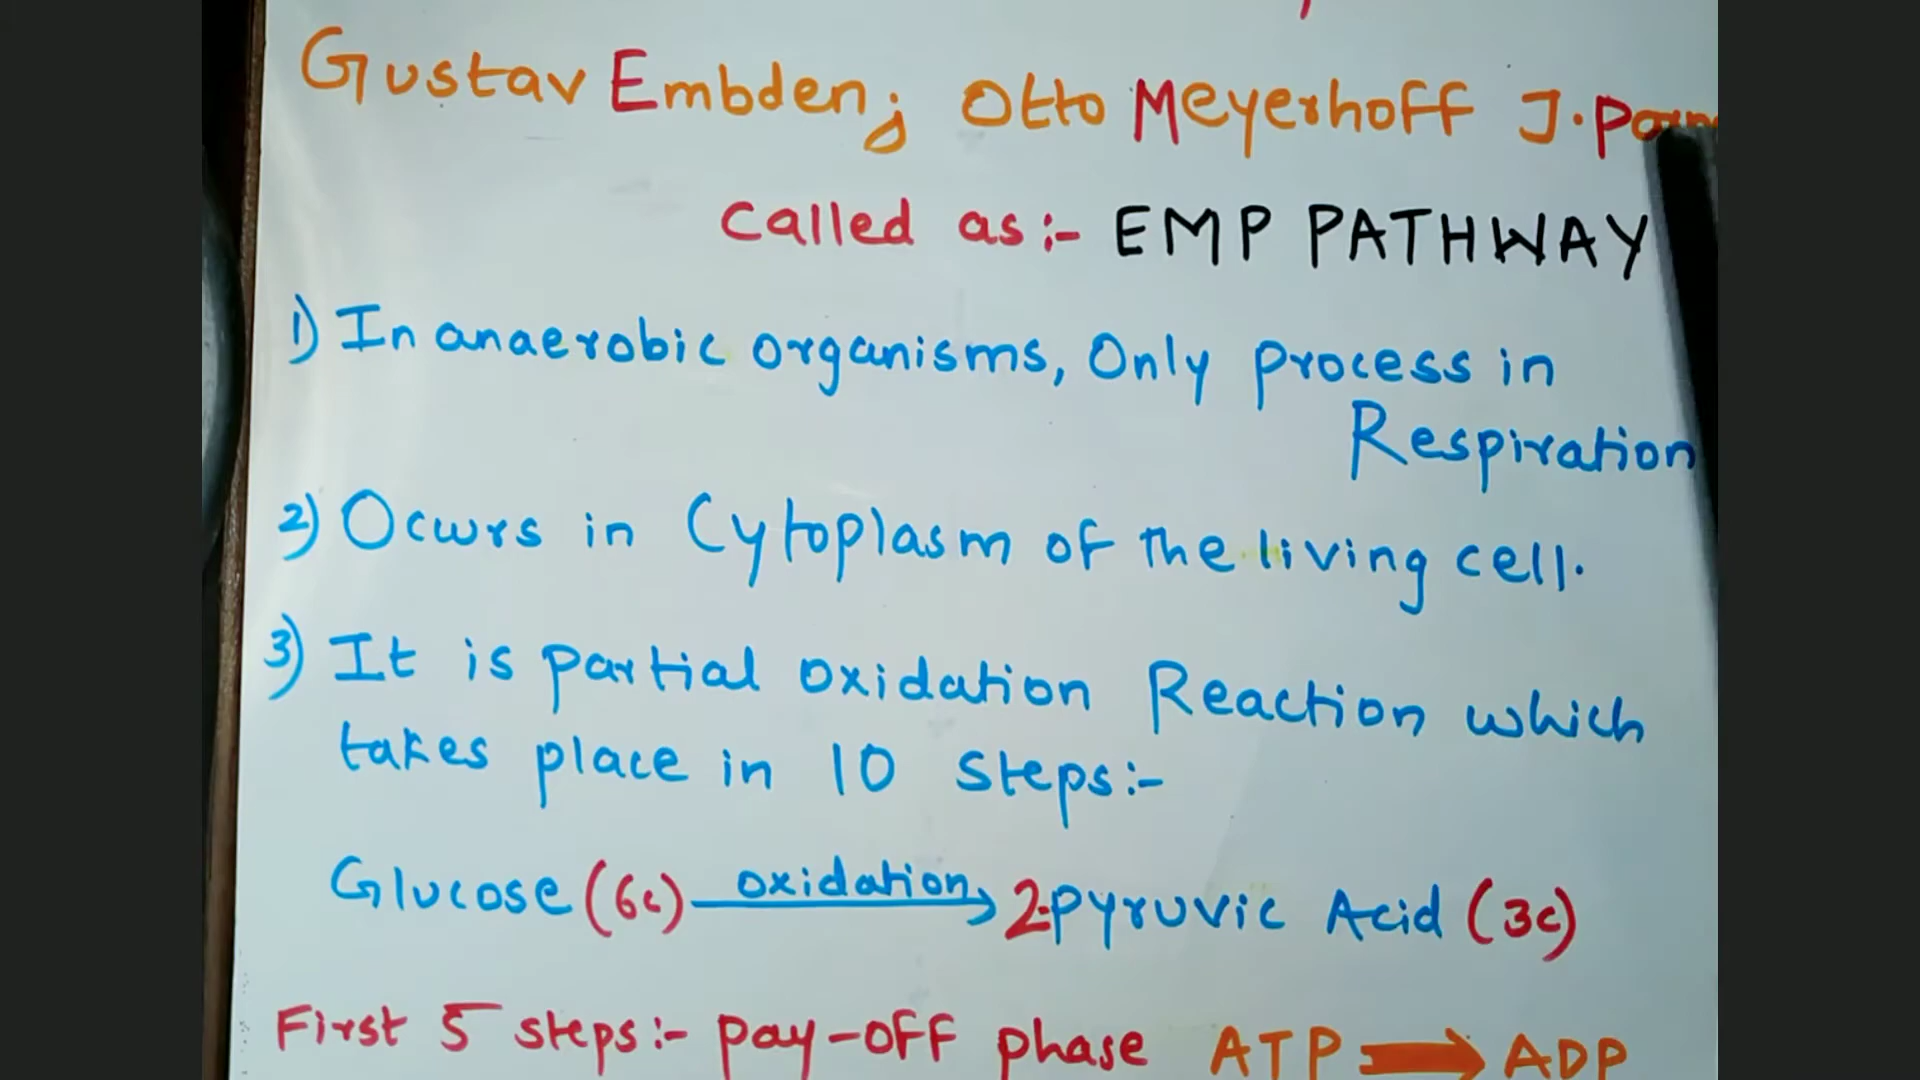 Gustav Embden; Otto Meyerhoff J.
Called as:- EMP PATHWAY
1) In anaerobic organisms, Only process in
Respiration
2) Ocurs in Cytoplasm of the living cell.
3) It is partial oxidation Reaction which
takes place in 10 steps:-
Glucose (6c) oxidation 2-pyruvic Acid (3c)
First 5 steps:- pay-off phase ATP → ADP